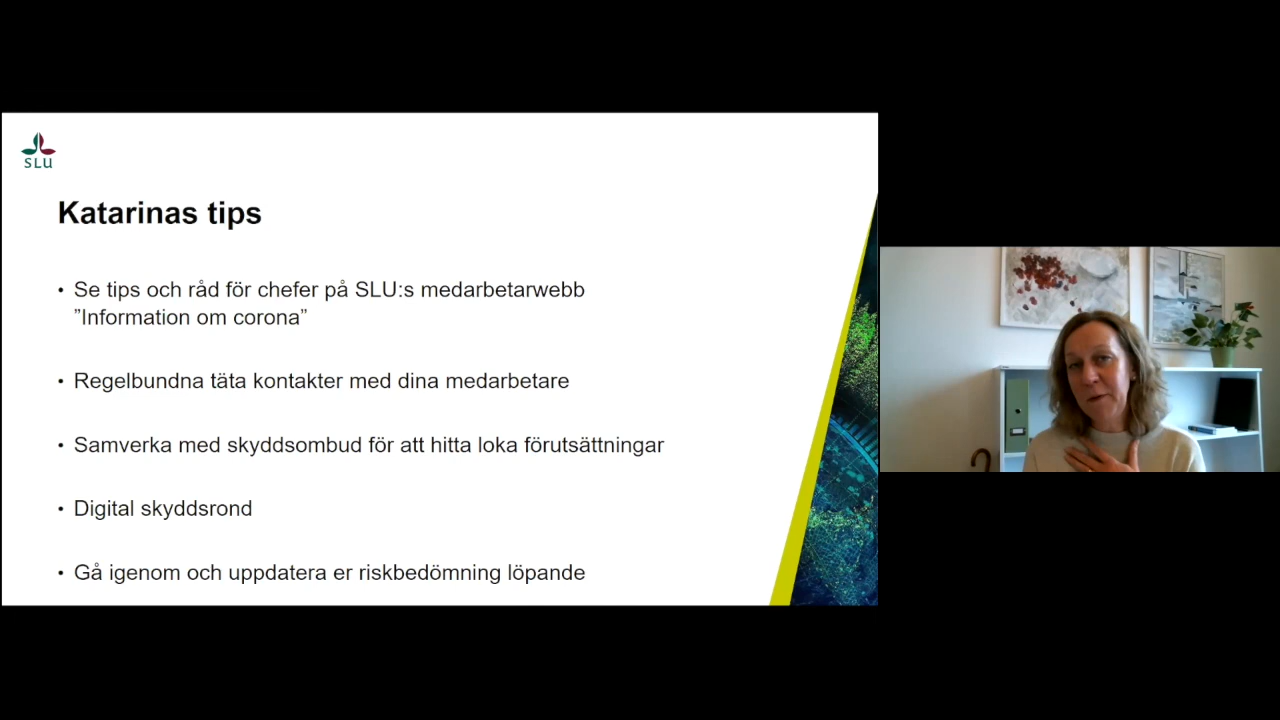 SLU
Katarinas tips
• Se tips och råd för chefer på SLU:s medarbetarwebb
”Information om corona”
• Regelbundna täta kontakter med dina medarbetare
• Samverka med skyddsombud för att hitta loka förutsättningar
• Digital skyddsrond
• Gå igenom och uppdatera er riskbedömning löpande